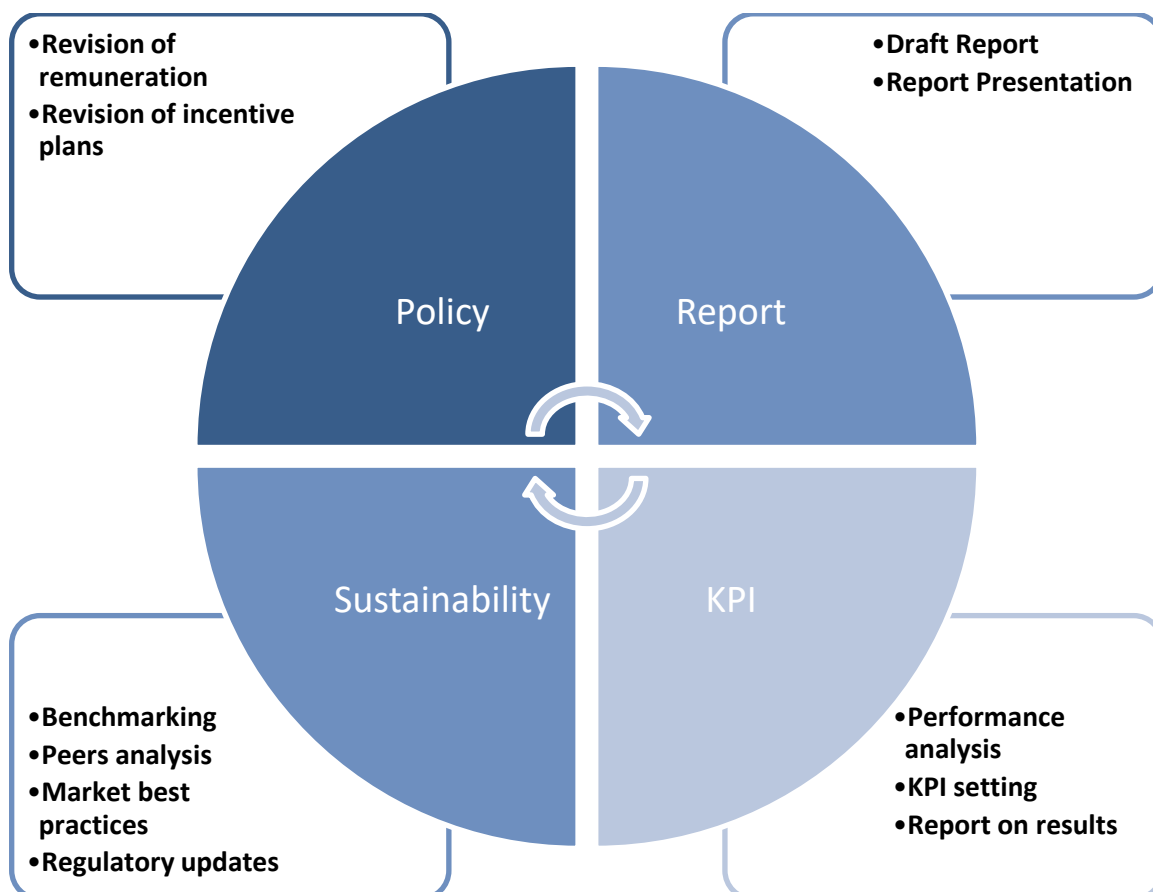 •Revision of
remuneration
•Revision of incentive
plans
•Draft Report
•Report Presentation
Policy
Report
Sustainability
KPI
•Benchmarking
•Peers analysis
•Market best
practices
•Regulatory updates
•Performance
analysis
•KPI setting
•Report on results